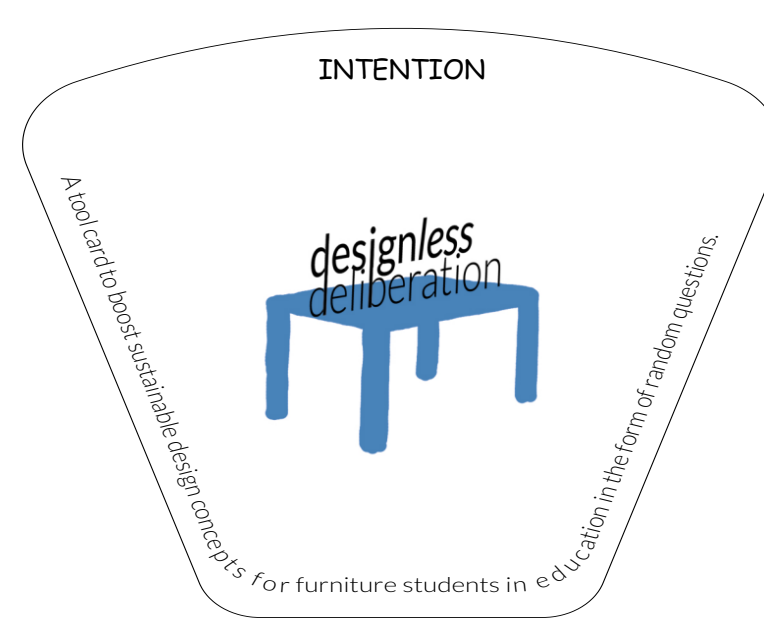 INTENTION
designless
deliberation
A tool card to boost sustainable design concepts for furniture students in education in the form of random questions.